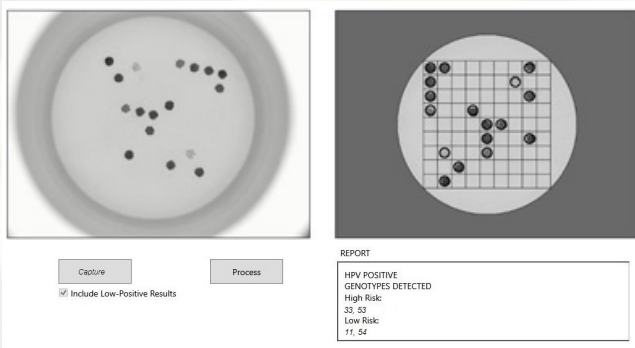 Capture
Process
Include Low-Positive Results
REPORT
HPV POSITIVE
GENOTYPES DETECTED
High Risk:
33, 53
Low Risk:
11, 54